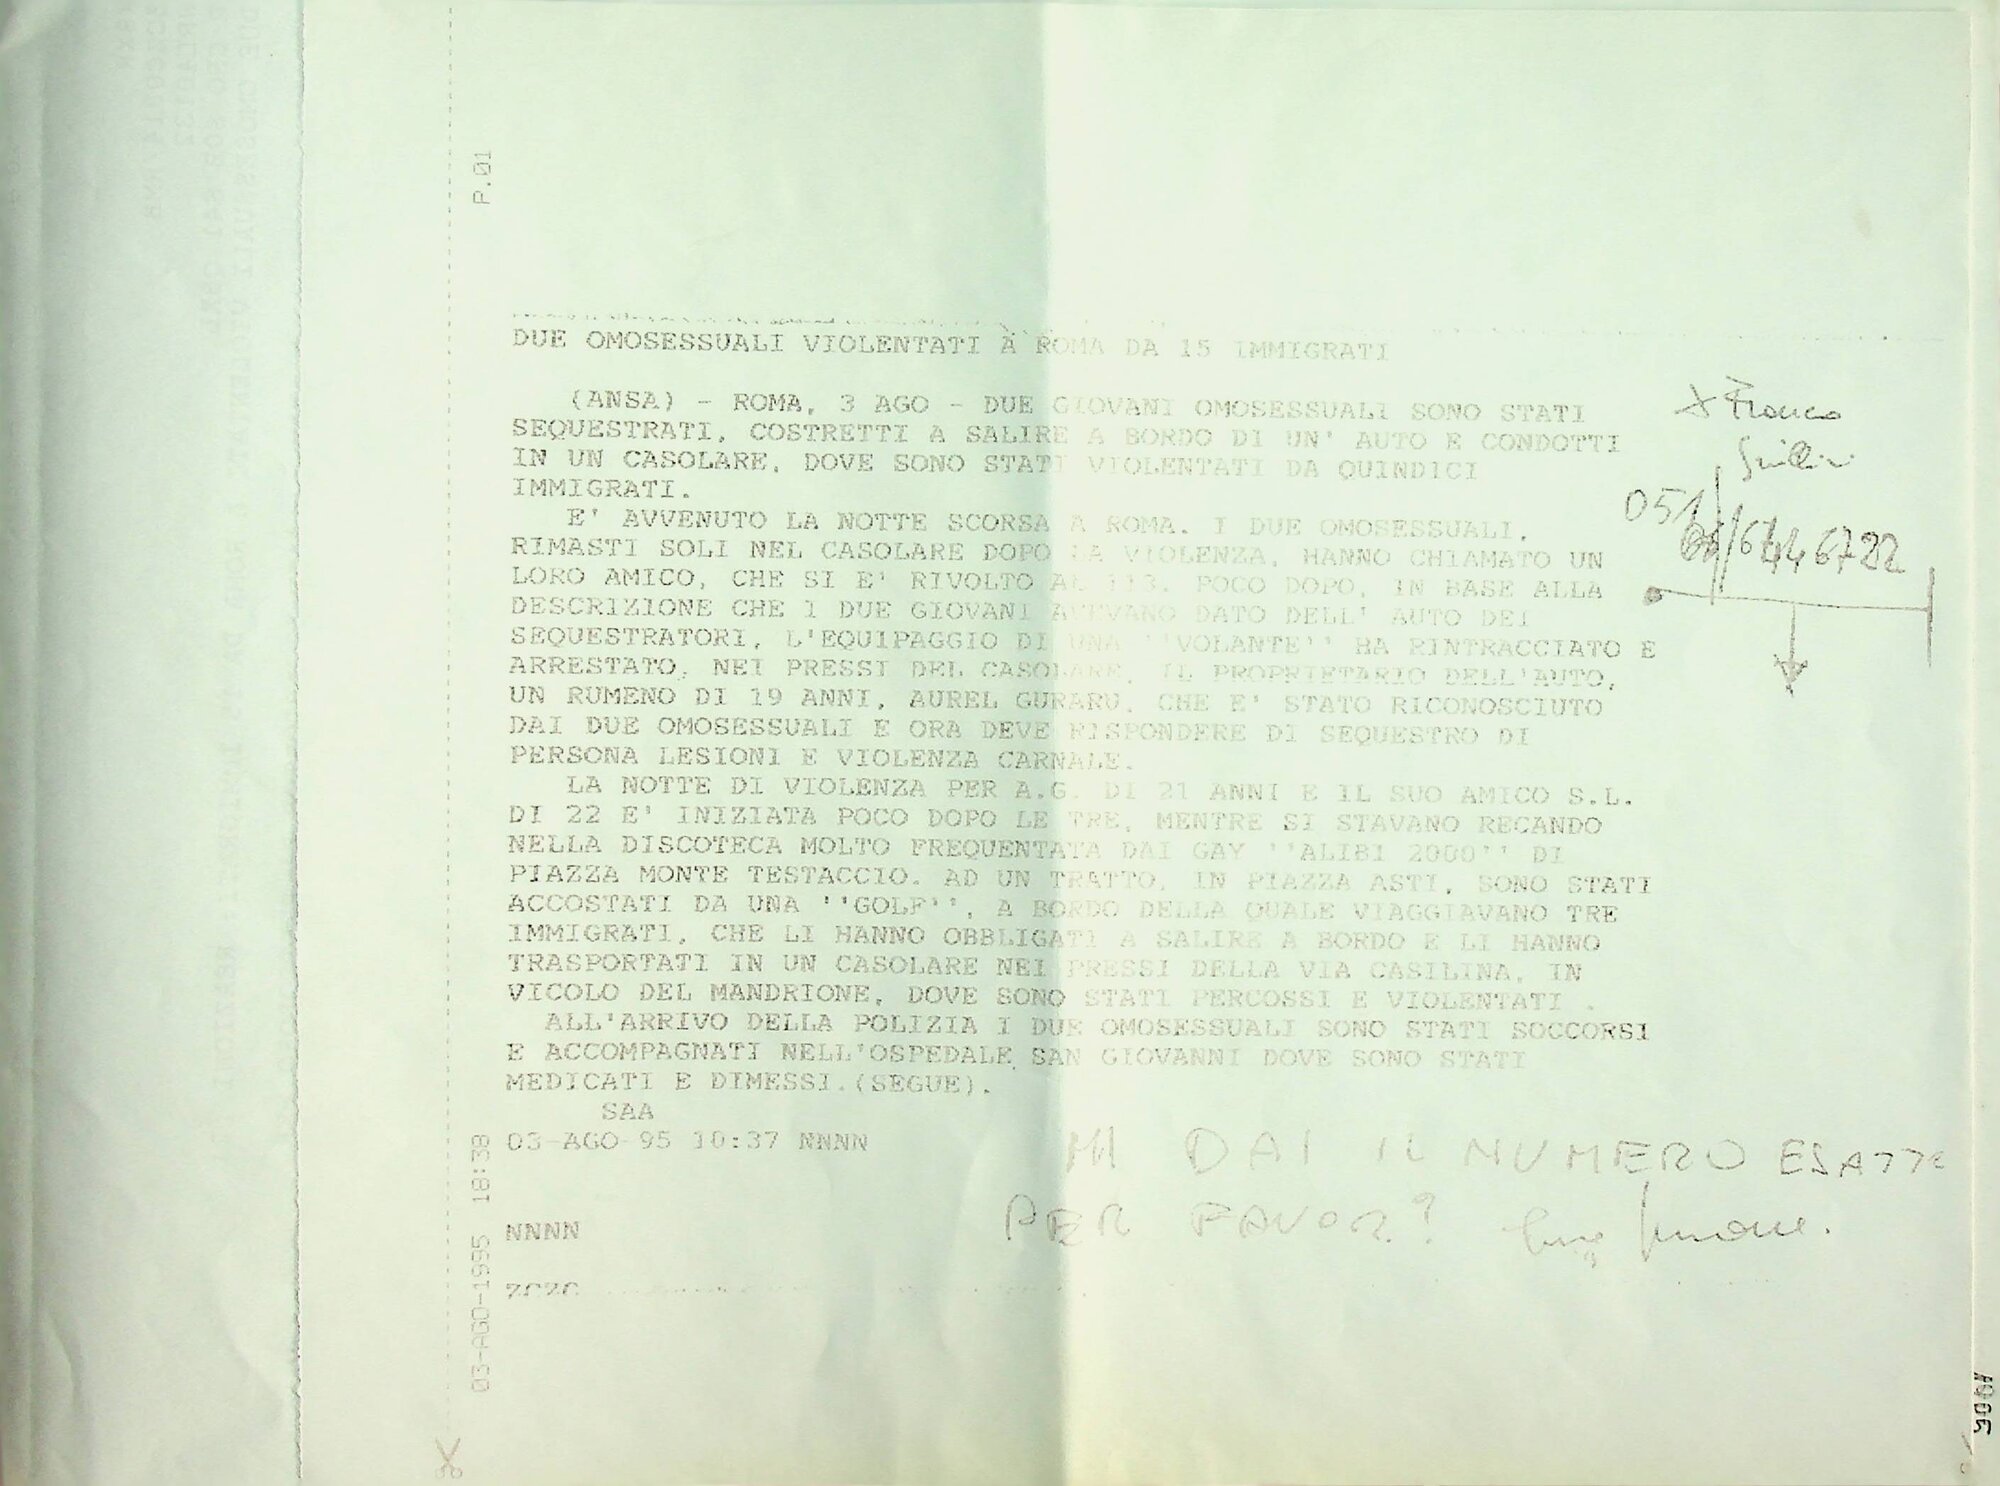 P.01
DUE OMOSESSUALI VIOLENTATI A ROMA DA 15 IMMIGRATI
(ANSA) - ROMA, 3 AGO - DUE GIOVANI OMOSESSUALI SONO STATI
SEQUESTRATI, COSTRETTI A SALIRE A BORDO DI UN' AUTO E CONDOTTI
IN UN CASOLARE, DOVE SONO STATI VIOLENTATI DA QUINDICI
IMMIGRATI.
E' AVVENUTO LA NOTTE SCORSA A ROMA. I DUE OMOSESSUALI,
RIMASTI SOLI NEL CASOLARE DOPO LA VIOLENZA, HANNO CHIAMATO UN
LORO AMICO, CHE SI E' RIVOLTO AL 113. POCO DOPO, IN BASE ALLA
DESCRIZIONE CHE I DUE GIOVANI AVEVANO DATO DELL' AUTO DEI
SEQUESTRATORI, L'EQUIPAGGIO DI UNA ''VOLANTE'' HA RINTRACCIATO E
ARRESTATO, NEI PRESSI DEL CASOLARE, IL PROPRIETARIO DELL'AUTO,
UN RUMENO DI 19 ANNI, AUREL GURARU, CHE E' STATO RICONOSCIUTO
DAI DUE OMOSESSUALI E ORA DEVE RISPONDERE DI SEQUESTRO DI
PERSONA LESIONI E VIOLENZA CARNALE.
LA NOTTE DI VIOLENZA PER A.G. DI 21 ANNI E IL SUO AMICO S.L.
DI 22 E' INIZIATA POCO DOPO LE TRE, MENTRE SI STAVANO RECANDO
NELLA DISCOTECA MOLTO FREQUENTATA DAI GAY ''ALIBI 2000'' DI
PIAZZA MONTE TESTACCIO. AD UN TRATTO, IN PIAZZA ASTI, SONO STATI
ACCOSTATI DA UNA ''GOLF'', A BORDO DELLA QUALE VIAGGIAVANO TRE
IMMIGRATI, CHE LI HANNO OBBLIGATI A SALIRE A BORDO E LI HANNO
TRASPORTATI IN UN CASOLARE NEI PRESSI DELLA VIA CASILINA, IN
VICOLO DEL MANDRIONE, DOVE SONO STATI PERCOSSI E VIOLENTATI .
ALL'ARRIVO DELLA POLIZIA I DUE OMOSESSUALI SONO STATI SOCCORSI
E ACCOMPAGNATI NELL'OSPEDALE SAN GIOVANNI DOVE SONO STATI
MEDICATI E DIMESSI.(SEGUE).
SAA
03-AGO-95 10:37 NNNN
NNNN
ZCZC
03-AGO-1995 18:38
Franco
Grillini
051
6446722
MI DAI IL NUMERO ESATTO
PER FAVOR?